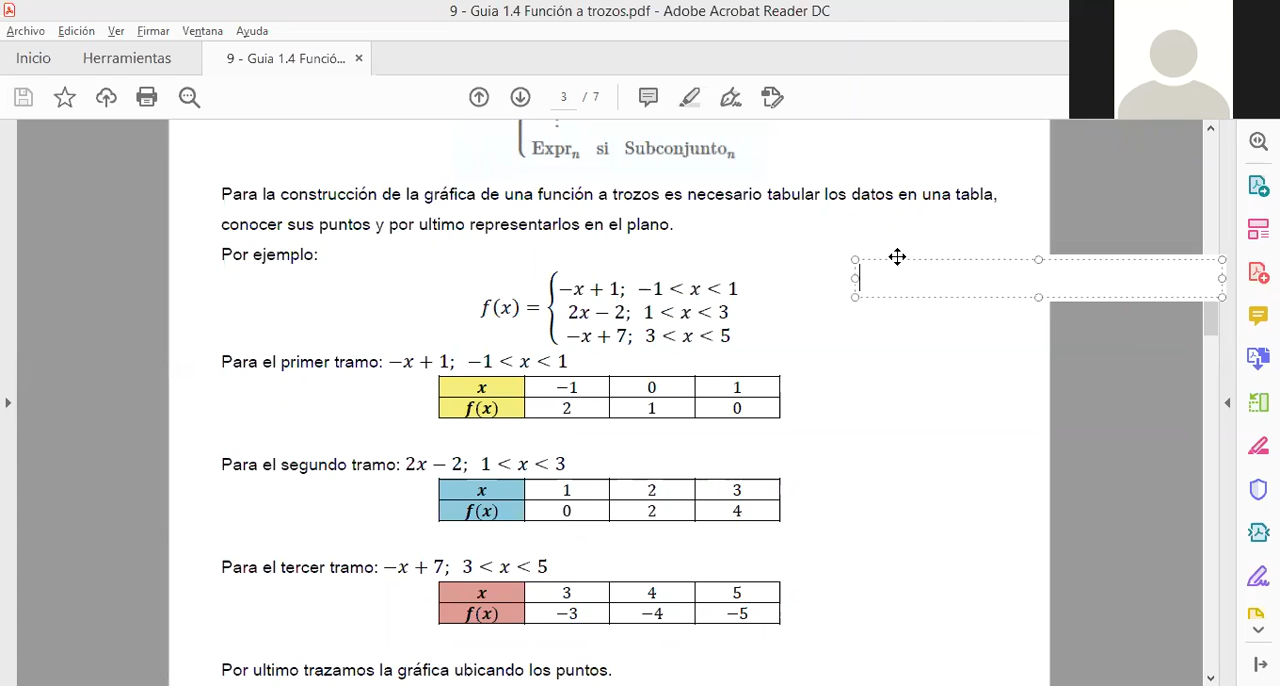 9 - Guia 1.4 Función a trozos.pdf - Adobe Acrobat Reader DC
Archivo Edición Ver Firmar Ventana Ayuda
Inicio Herramientas 9 - Guia 1.4 Funció... ×
3 / 7
Exprₙ si Subconjuntoₙ
Para la construcción de la gráfica de una función a trozos es necesario tabular los datos en una tabla,
conocer sus puntos y por ultimo representarlos en el plano.
Por ejemplo:
f(x) = { −x + 1; −1 < x < 1
2x − 2; 1 < x < 3
−x + 7; 3 < x < 5
Para el primer tramo: −x + 1; −1 < x < 1
x −1 0 1
f(x) 2 1 0
Para el segundo tramo: 2x − 2; 1 < x < 3
x 1 2 3
f(x) 0 2 4
Para el tercer tramo: −x + 7; 3 < x < 5
x 3 4 5
f(x) −3 −4 −5
Por ultimo trazamos la gráfica ubicando los puntos.